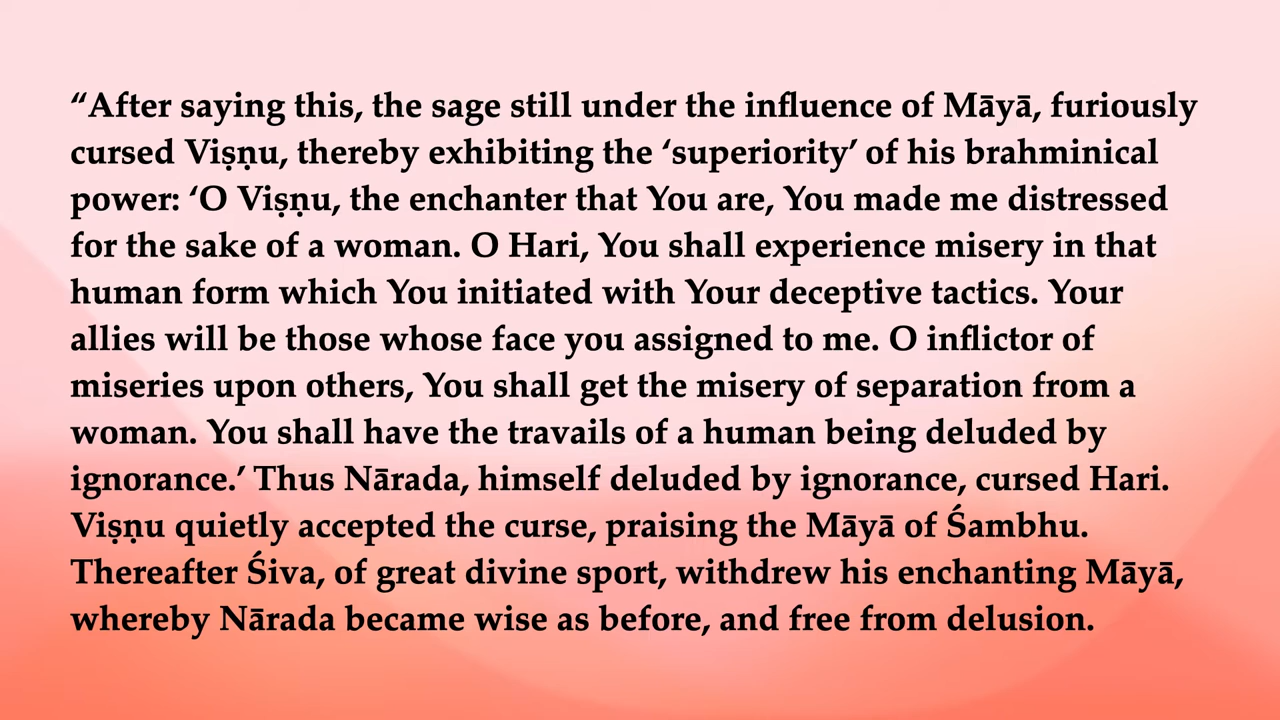 “After saying this, the sage still under the influence of Māyā, furiously
cursed Viṣṇu, thereby exhibiting the ‘superiority’ of his brahminical
power: ‘O Viṣṇu, the enchanter that You are, You made me distressed
for the sake of a woman. O Hari, You shall experience misery in that
human form which You initiated with Your deceptive tactics. Your
allies will be those whose face you assigned to me. O inflictor of
miseries upon others, You shall get the misery of separation from a
woman. You shall have the travails of a human being deluded by
ignorance.’ Thus Nārada, himself deluded by ignorance, cursed Hari.
Viṣṇu quietly accepted the curse, praising the Māyā of Śambhu.
Thereafter Śiva, of great divine sport, withdrew his enchanting Māyā,
whereby Nārada became wise as before, and free from delusion.